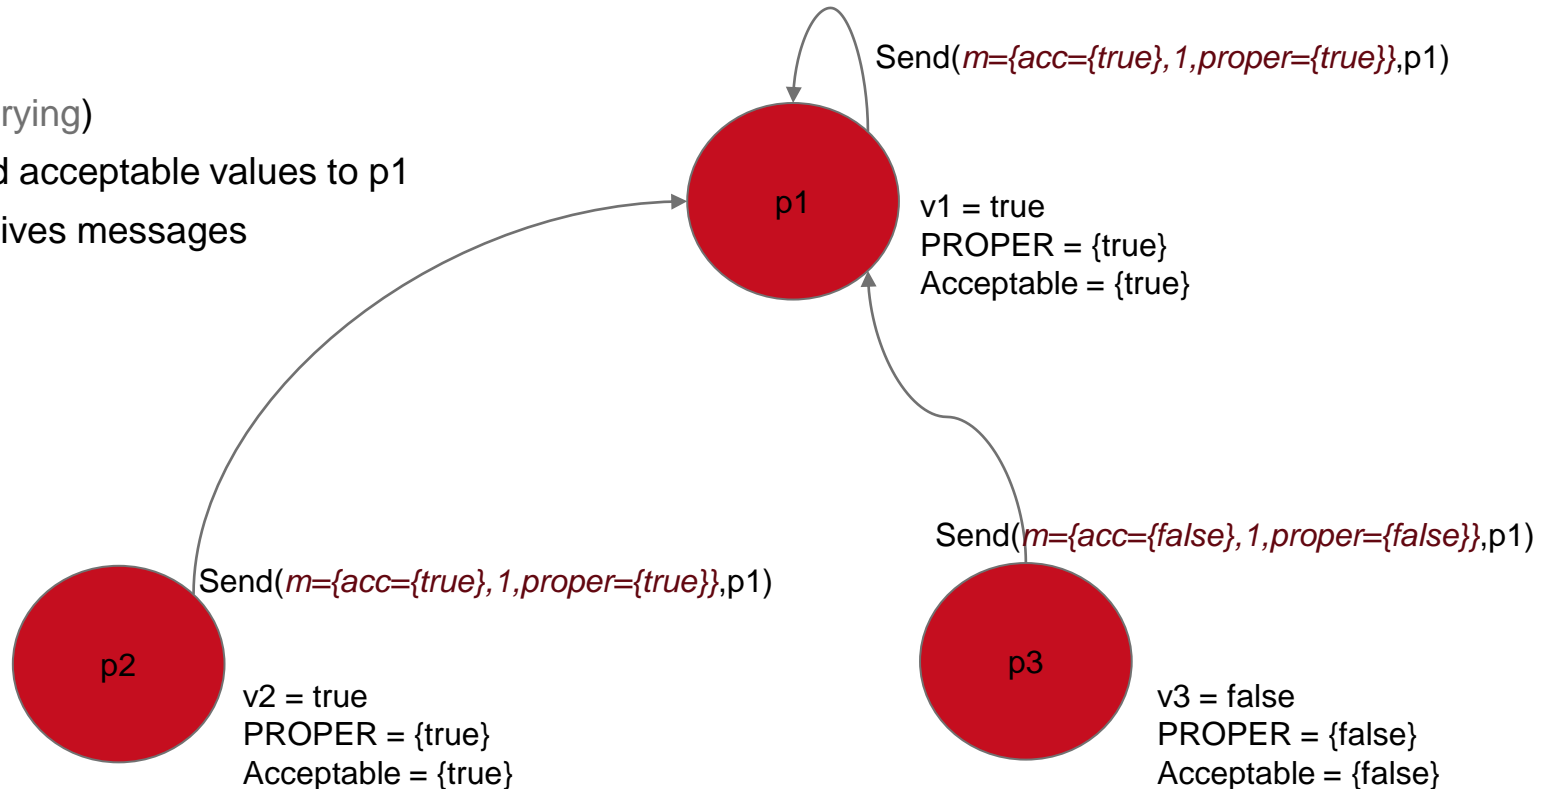 Send(m={acc={true},1,proper={true}},p1)
rying)
d acceptable values to p1
ives messages
p1
v1 = true
PROPER = {true}
Acceptable = {true}
Send(m={acc={false},1,proper={false}},p1)
Send(m={acc={true},1,proper={true}},p1)
p2
v2 = true
PROPER = {true}
Acceptable = {true}
p3
v3 = false
PROPER = {false}
Acceptable = {false}